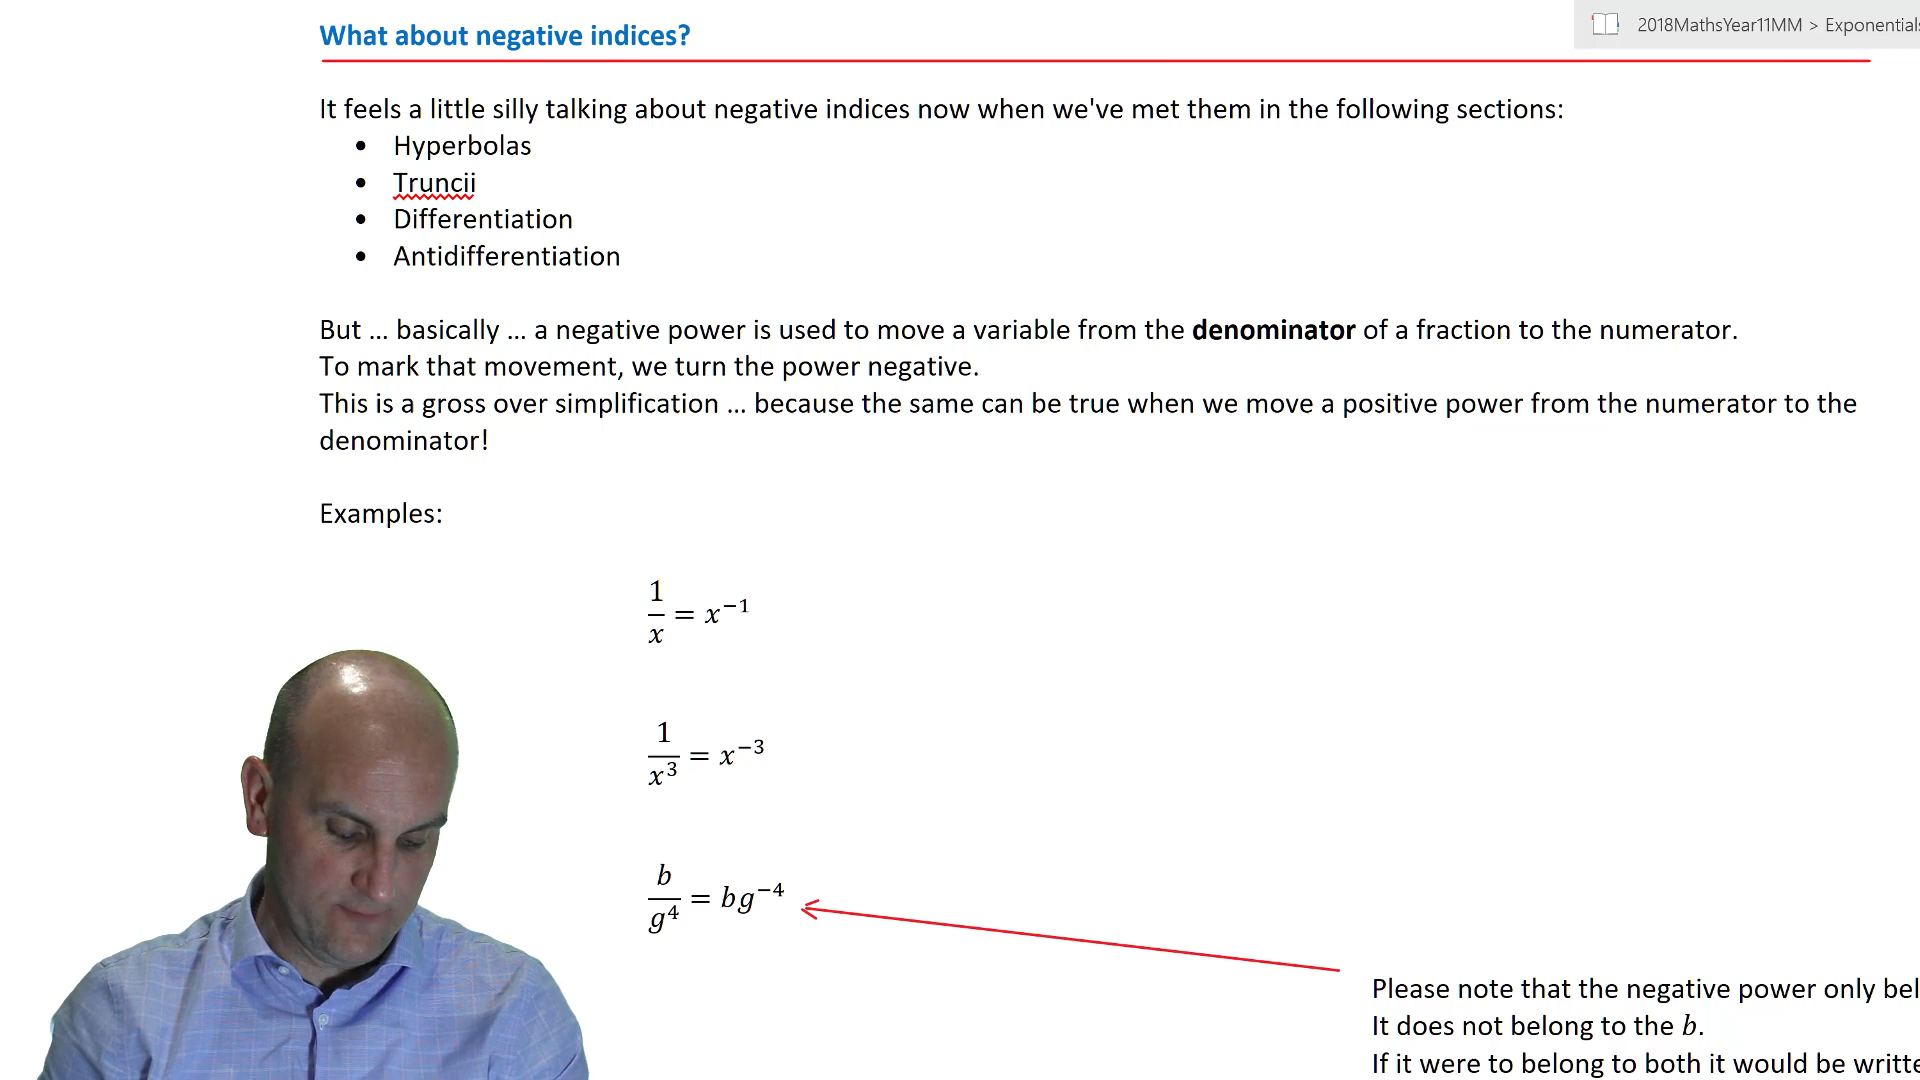 What about negative indices?
2018MathsYear11MM > Exponentials
It feels a little silly talking about negative indices now when we've met them in the following sections:
• Hyperbolas
• Truncii
• Differentiation
• Antidifferentiation
But ... basically ... a negative power is used to move a variable from the denominator of a fraction to the numerator.
To mark that movement, we turn the power negative.
This is a gross over simplification ... because the same can be true when we move a positive power from the numerator to the
denominator!
Examples:
1/x = x⁻¹
1/x³ = x⁻³
b/g⁴ = bg⁻⁴
Please note that the negative power only
It does not belong to the b.
If it were to belong to both it would be